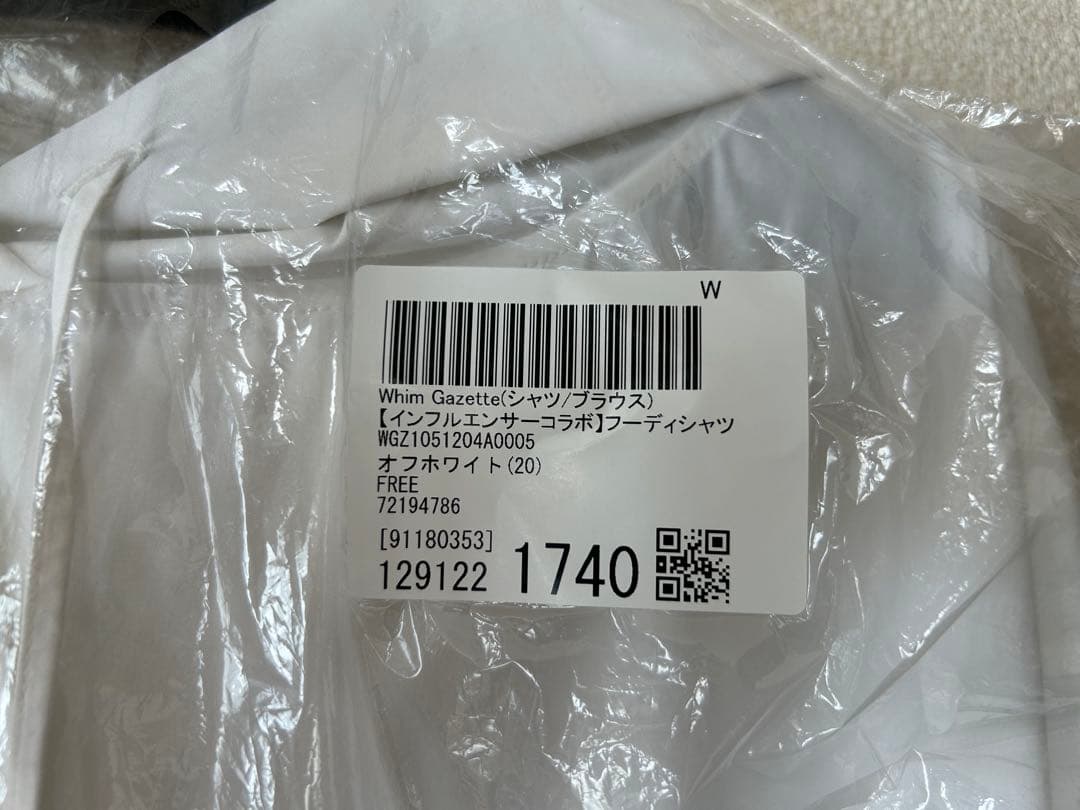 W
Whim Gazette(シャツ/ブラウス)
【インフルエンサーコラボ】フーディシャツ
WGZ1051204A0005
オフホワイト(20)
FREE
72194786
[91180353]
129122 1740